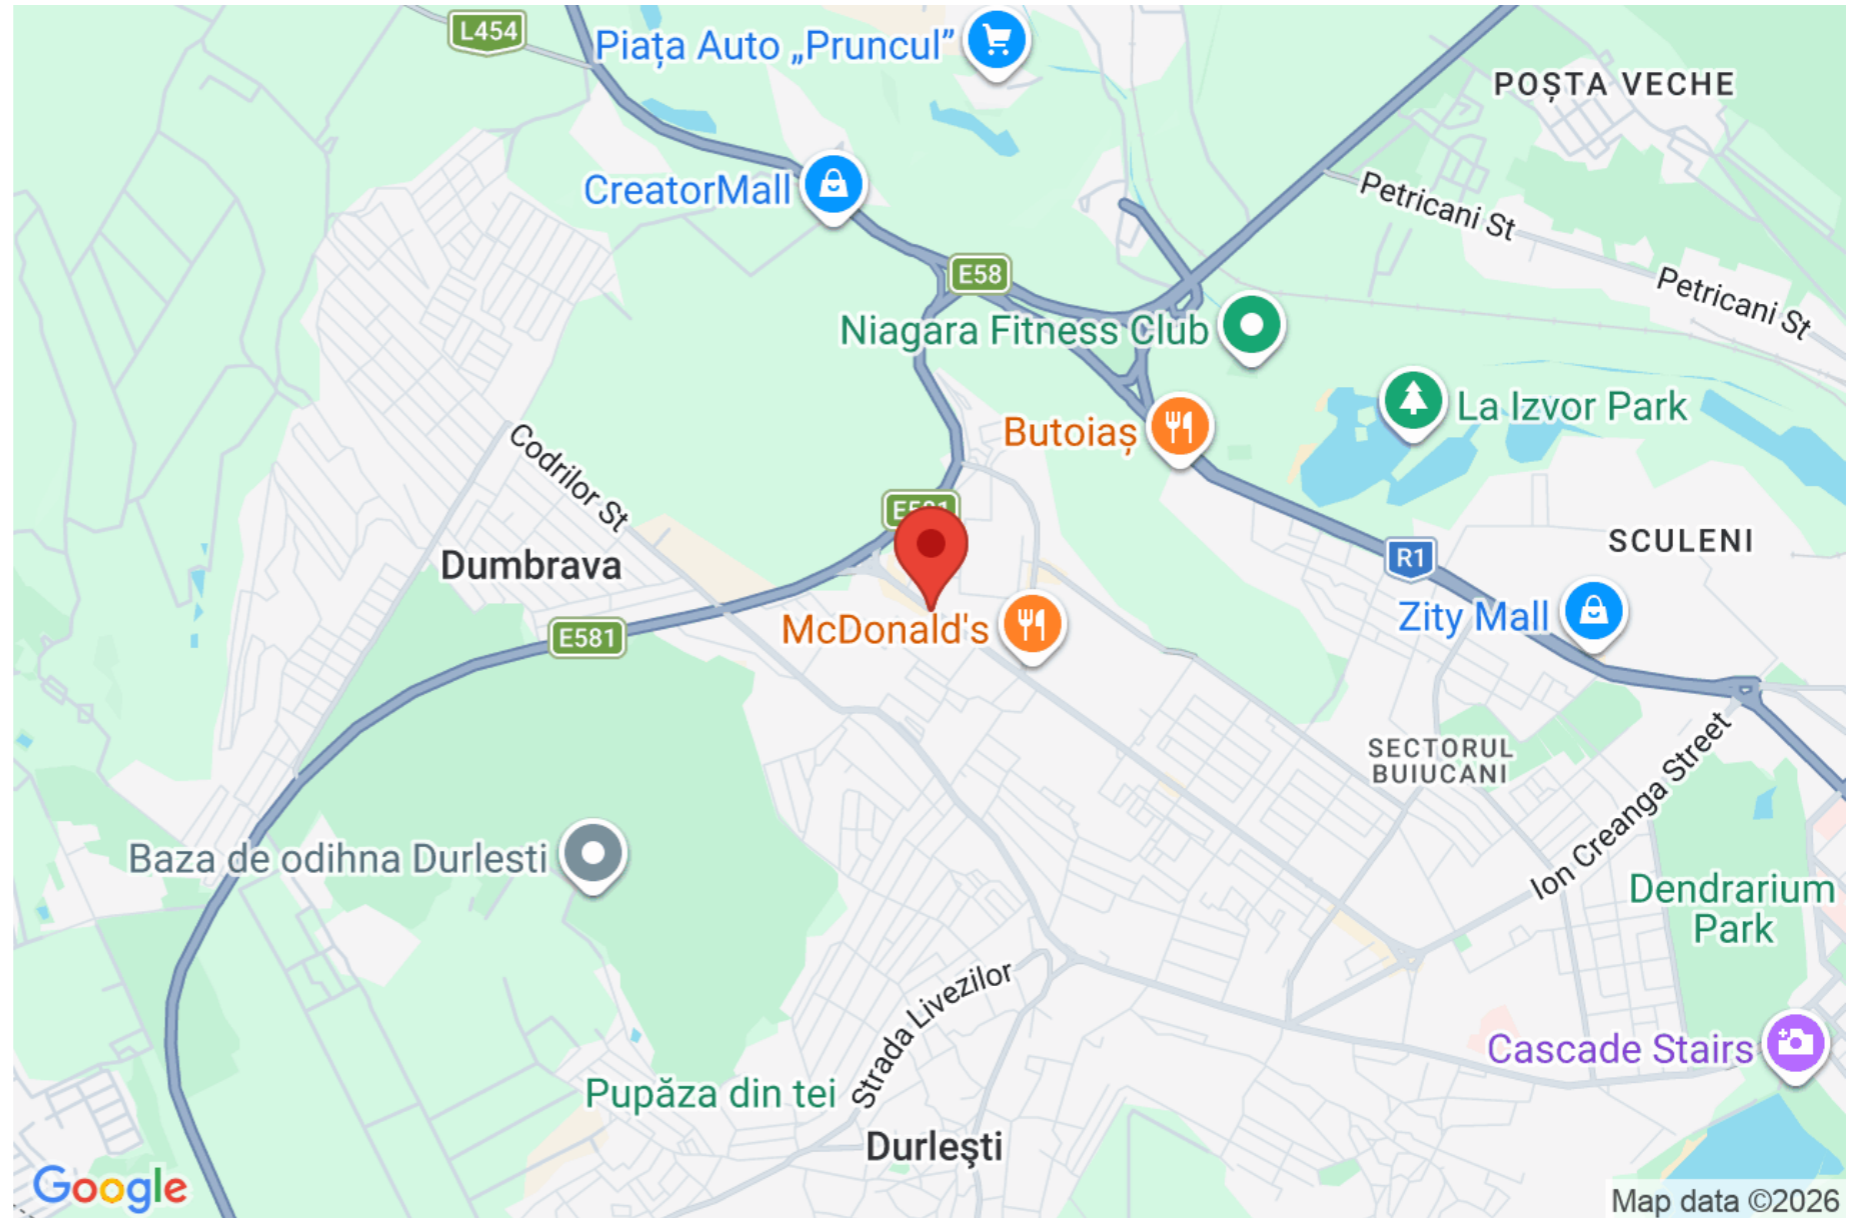 L454
Piața Auto „Pruncul”
POȘTA VECHE
CreatorMall
Petricani St
E58
Petricani St
Niagara Fitness Club
La Izvor Park
Butoiaș
Codrilor St
SCULENI
R1
Dumbrava
E581
McDonald's
Zity Mall
SECTORUL
BUIUCANI
Ion Creanga Street
Baza de odihna Durlesti
Dendrarium
Park
Strada Livezilor
Cascade Stairs
Pupăza din tei
Durleşti
Google
Map data ©2026